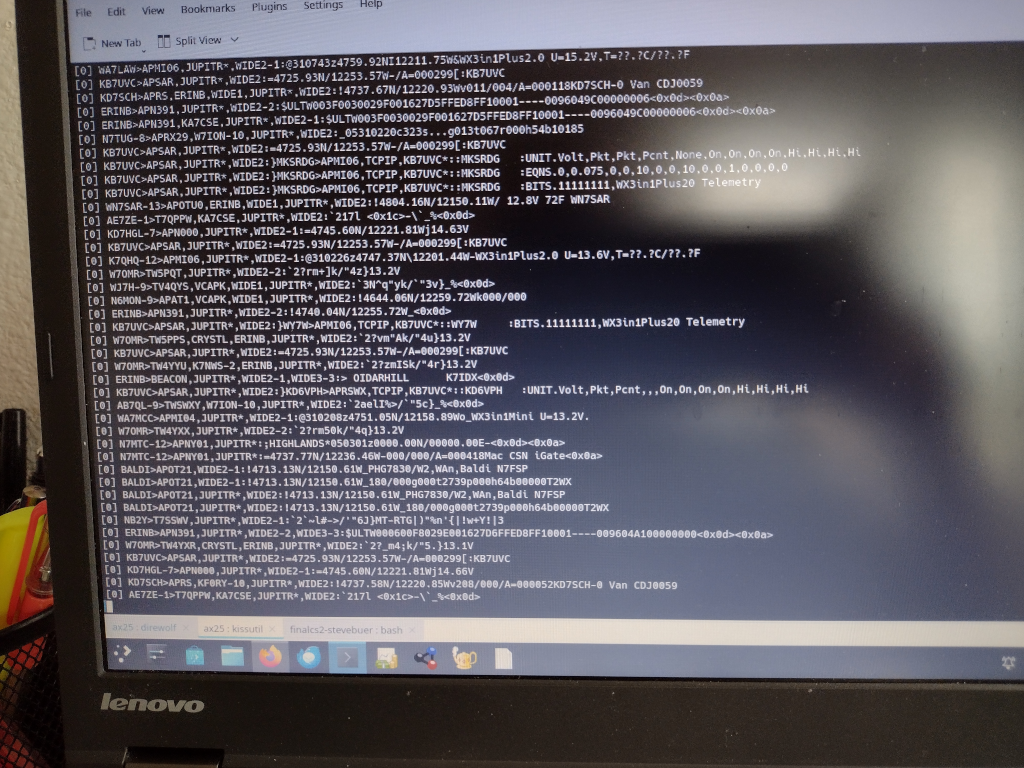 File Edit View Bookmarks Plugins Settings Help
New Tab Split View
[0] WA7LAW>APMI06,JUPITR*,WIDE2-1:@310743z4759.92NI12211.75W&WX3in1Plus2.0 U=15.2V,T=??.?C/??.?F
[0] KB7UVC>APSAR,JUPITR*,WIDE2:=4725.93N/12253.57W-/A=000299[:KB7UVC
[0] KD7SCH>APRS,ERINB,WIDE1,JUPITR*,WIDE2:!4737.67N/12220.93Wv011/004/A=000118KD7SCH-0 Van CDJ0059
[0] ERINB>APN391,JUPITR*,WIDE2-2:$ULTW003F0030029F001627D5FFED8FF10001----0096049C00000006<0x0d><0x0a>
[0] ERINB>APN391,KA7CSE,JUPITR*,WIDE2-1:$ULTW003F0030029F001627D5FFED8FF10001----0096049C00000006<0x0d><0x0a>
[0] N7TUG-8>APRX29,W7ION-10,JUPITR*,WIDE2:_05310220c323s...g013t067r000h54b10185
[0] KB7UVC>APSAR,JUPITR*,WIDE2:=4725.93N/12253.57W-/A=000299[:KB7UVC
[0] KB7UVC>APSAR,JUPITR*,WIDE2:}MKSRDG>APMI06,TCPIP,KB7UVC*::MKSRDG :UNIT.Volt,Pkt,Pkt,Pcnt,None,On,On,On,On,Hi,Hi,Hi,Hi
[0] KB7UVC>APSAR,JUPITR*,WIDE2:}MKSRDG>APMI06,TCPIP,KB7UVC*::MKSRDG :EQNS.0,0.075,0,0,10,0,0,10,0,0,1,0,0,0,0
[0] KB7UVC>APSAR,JUPITR*,WIDE2:}MKSRDG>APMI06,TCPIP,KB7UVC*::MKSRDG :BITS.11111111,WX3in1Plus20 Telemetry
[0] WN7SAR-13>APOTU0,ERINB,WIDE1,JUPITR*,WIDE2:!4804.16N/12150.11W/ 12.8V 72F WN7SAR
[0] AE7ZE-1>T7QPPW,KA7CSE,JUPITR*,WIDE2:`217l <0x1c>-\`_%<0x0d>
[0] KD7HGL-7>APN000,JUPITR*,WIDE2-1:=4745.60N/12221.81Wj14.63V
[0] KB7UVC>APSAR,JUPITR*,WIDE2:=4725.93N/12253.57W-/A=000299[:KB7UVC
[0] K7QHQ-12>APMI06,JUPITR*,WIDE2-1:@310226z4747.37N\12201.44W-WX3in1Plus2.0 U=13.6V,T=??.?C/??.?F
[0] W7OMR>TW5PQT,JUPITR*,WIDE2-2:`2?rm+]k/"4z}13.2V
[0] WJ7H-9>TV4QYS,VCAPK,WIDE1,JUPITR*,WIDE2:`3N^q"yk/`"3v}_%<0x0d>
[0] N6MON-9>APAT1,VCAPK,WIDE1,JUPITR*,WIDE2:!4644.06N/12259.72Wk000/000
[0] ERINB>APN391,JUPITR*,WIDE2-2:!4740.04N/12255.72W_<0x0d>
[0] KB7UVC>APSAR,JUPITR*,WIDE2:}WY7W>APMI06,TCPIP,KB7UVC*::WY7W :BITS.11111111,WX3in1Plus20 Telemetry
[0] W7OMR>TW5PPS,CRYSTL,ERINB,JUPITR*,WIDE2:`2?vm"Ak/"4u}13.2V
[0] KB7UVC>APSAR,JUPITR*,WIDE2:=4725.93N/12253.57W-/A=000299[:KB7UVC
[0] W7OMR>TW4YYU,K7NWS-2,ERINB,JUPITR*,WIDE2:`2?zmISk/"4r}13.2V
[0] ERINB>BEACON,JUPITR*,WIDE2-1,WIDE3-3:> OIDARHILL K7IDX<0x0d>
[0] KB7UVC>APSAR,JUPITR*,WIDE2:}KD6VPH>APRSWX,TCPIP,KB7UVC*::KD6VPH :UNIT.Volt,Pkt,Pcnt,,,On,On,On,On,Hi,Hi,Hi,Hi
[0] AB7QL-9>TWSWXY,W7ION-10,JUPITR*,WIDE2:`2aelI%>/`"5c}_%<0x0d>
[0] WA7MCC>APMI04,JUPITR*,WIDE2-1:@310208z4751.05N/12158.89Wo_WX3in1Mini U=13.2V.
[0] W7OMR>TW4YXX,JUPITR*,WIDE2-2:`2?rm50k/"4q}13.2V
[0] N7MTC-12>APNY01,JUPITR*:;HIGHLANDS*050301z0000.00N/00000.00E-<0x0d><0x0a>
[0] N7MTC-12>APNY01,JUPITR*:=4737.77N/12236.46W-000/000/A=000418Mac CSN iGate<0x0a>
[0] BALDI>APOT21,WIDE2-1:!4713.13N/12150.61W_PHG7830/W2,WAn,Baldi N7FSP
[0] BALDI>APOT21,WIDE2-1:!4713.13N/12150.61W_180/000g000t2739p000h64b00000T2WX
[0] BALDI>APOT21,JUPITR*,WIDE2:!4713.13N/12150.61W_PHG7830/W2,WAn,Baldi N7FSP
[0] BALDI>APOT21,JUPITR*,WIDE2:!4713.13N/12150.61W_180/000g000t2739p000h64b00000T2WX
[0] NB2Y>T7SSWV,JUPITR*,WIDE2-1:`2`~l#->/'"6J}MT-RTG|)"%n'{|!w+Y!|3
[0] ERINB>APN391,JUPITR*,WIDE2-2,WIDE3-3:$ULTW000600F8029E001627D6FFED8FF10001----009604A100000000<0x0d><0x0a>
[0] W7OMR>TW4YXR,CRYSTL,ERINB,JUPITR*,WIDE2:`2?_m4;k/"5.}13.1V
[0] KB7UVC>APSAR,JUPITR*,WIDE2:=4725.93N/12253.57W-/A=000299[:KB7UVC
[0] KD7HGL-7>APN000,JUPITR*,WIDE2-1:=4745.60N/12221.81Wj14.66V
[0] KD7SCH>APRS,KF0RY-10,JUPITR*,WIDE2:!4737.58N/12220.85Wv208/000/A=000052KD7SCH-0 Van CDJ0059
[0] AE7ZE-1>T7QPPW,KA7CSE,JUPITR*,WIDE2:`217l <0x1c>-\`_%<0x0d>
ax25 : direwolf ax25 : kissutil finalcs2-stevebuer : bash
lenovo